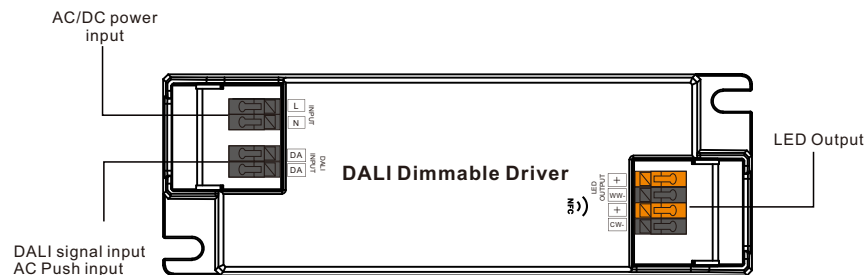 AC/DC power
input
L
N
INPUT
DA
DA
DALI
INPUT
DALI signal input
AC Push input
DALI Dimmable Driver
NFC
LED
OUTPUT
+
WW-
+
CW-
LED Output